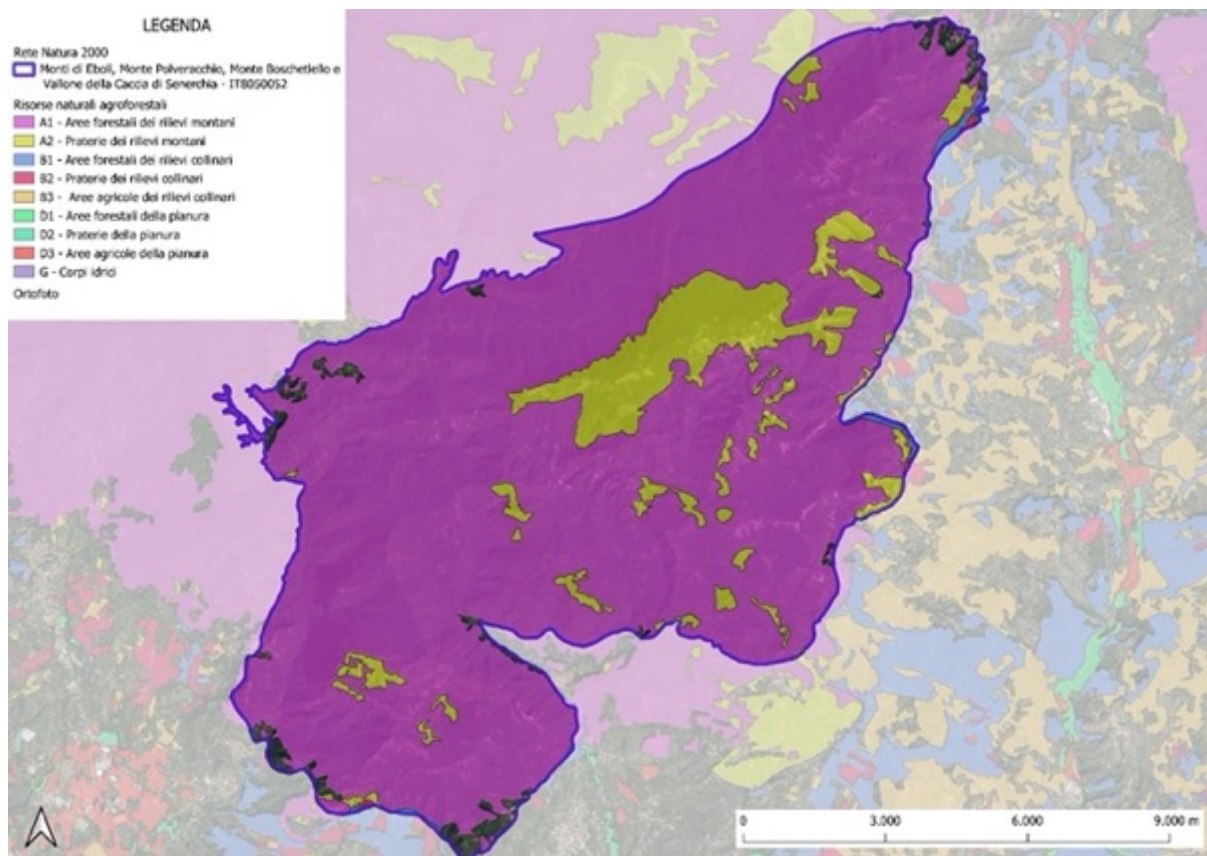 LEGENDA
Rete Natura 2000
Monti di Eboli, Monte Polveracchio, Monte Boschetiello e
Vallone della Caccia di Senerchia - IT8050052
Risorse naturali agroforestali
A1 - Aree forestali dei rilievi montani
A2 - Praterie dei rilievi montani
B1 - Aree forestali dei rilievi collinari
B2 - Praterie dei rilievi collinari
B3 - Aree agricole dei rilievi collinari
D1 - Aree forestali della pianura
D2 - Praterie della pianura
D3 - Aree agricole della pianura
G - Corpi idrici
Ortofoto
0 3.000 6.000 9.000 m